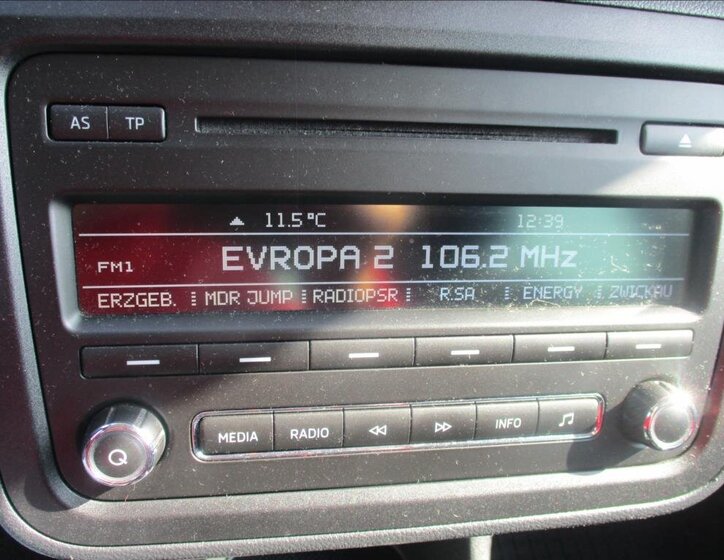 AS TP
11.5°C 12:39
FM1 EVROPA 2 106.2 MHz
ERZGEB. MDR JUMP RADIOPSR R.SA ENERGY ZWICKAU
MEDIA RADIO INFO